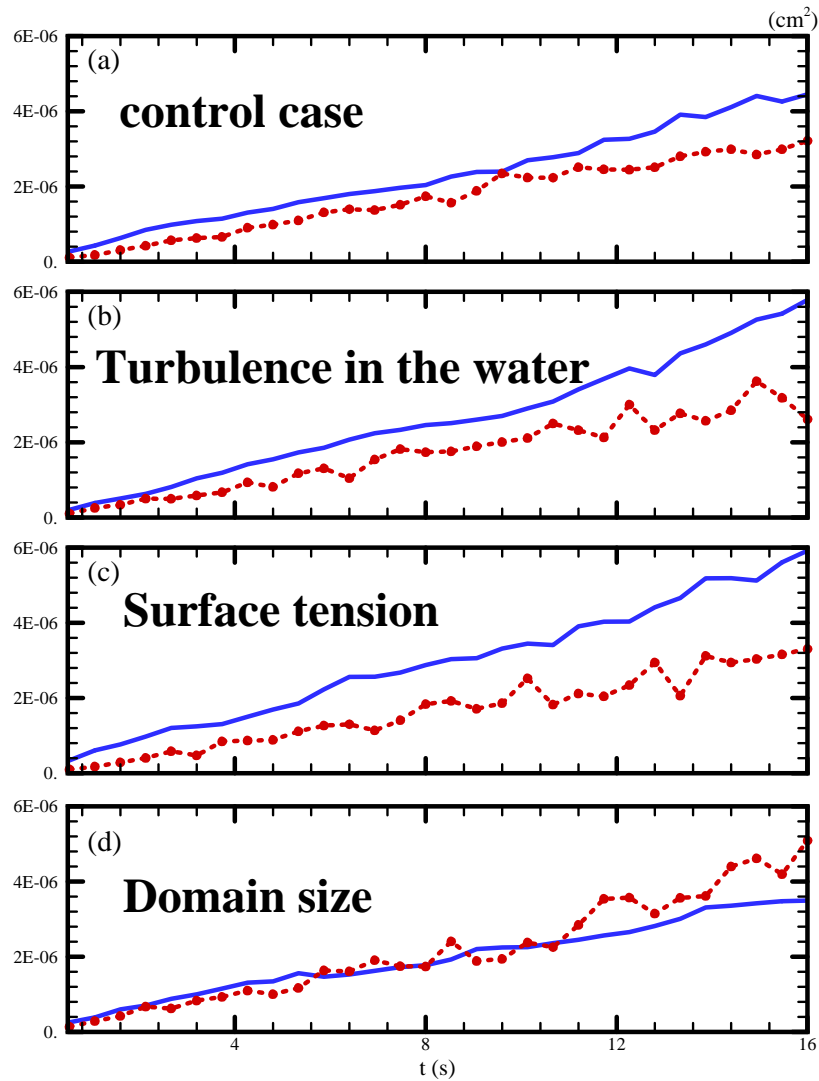 (cm2)
6E-06
(a)
control case
4E-06
2E-06
0.
6E-06
(b)
Turbulence in the water
4E-06
2E-06
0.
6E-06
(c)
Surface tension
4E-06
2E-06
0.
6E-06
(d)
Domain size
4E-06
2E-06
0.
4 8 12 16
t (s)